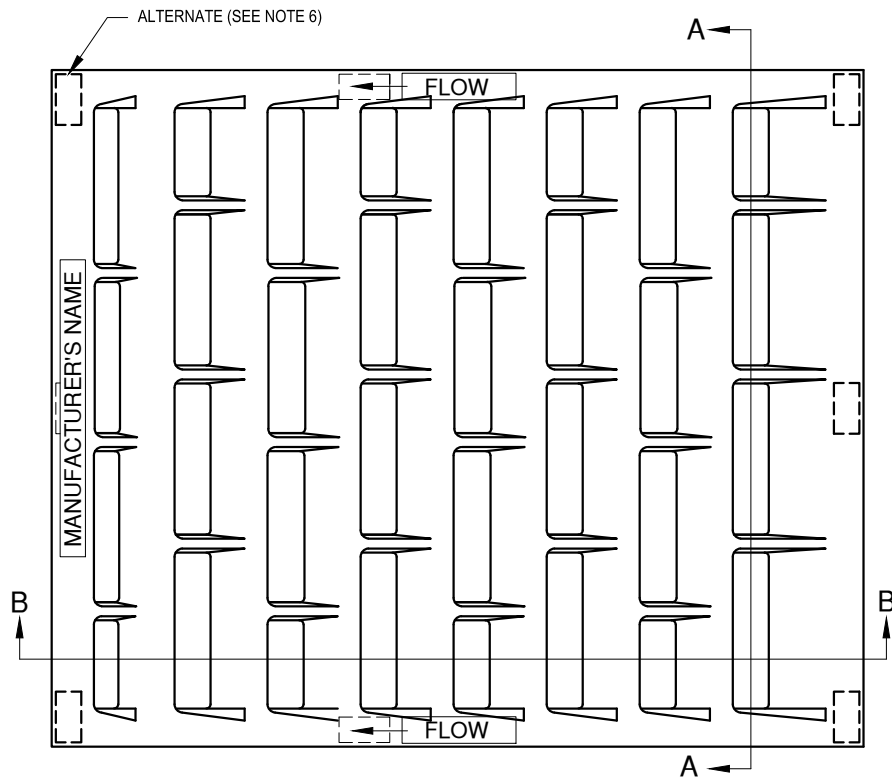 ALTERNATE (SEE NOTE 6)
A
FLOW
MANUFACTURER'S NAME
B
B
FLOW
A